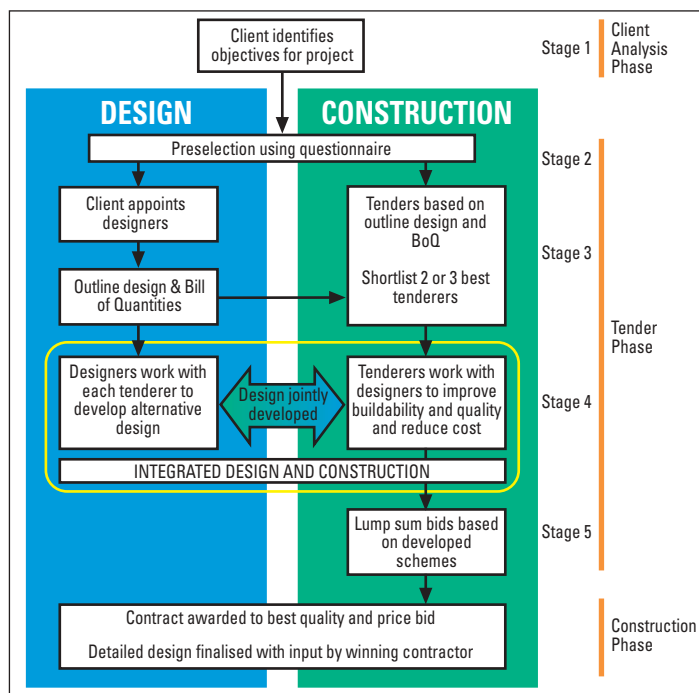 Client identifies
objectives for project
Stage 1
Client
Analysis
Phase
DESIGN
CONSTRUCTION
Preselection using questionnaire
Stage 2
Client appoints
designers
Tenders based on
outline design and
BoQ
Shortlist 2 or 3 best
tenderers
Stage 3
Outline design & Bill
of Quantities
Tender
Phase
Designers work with
each tenderer to
develop alternative
design
Design jointly
developed
Tenderers work with
designers to improve
buildability and quality
and reduce cost
Stage 4
INTEGRATED DESIGN AND CONSTRUCTION
Lump sum bids based
on developed
schemes
Stage 5
Contract awarded to best quality and price bid
Detailed design finalised with input by winning contractor
Construction
Phase